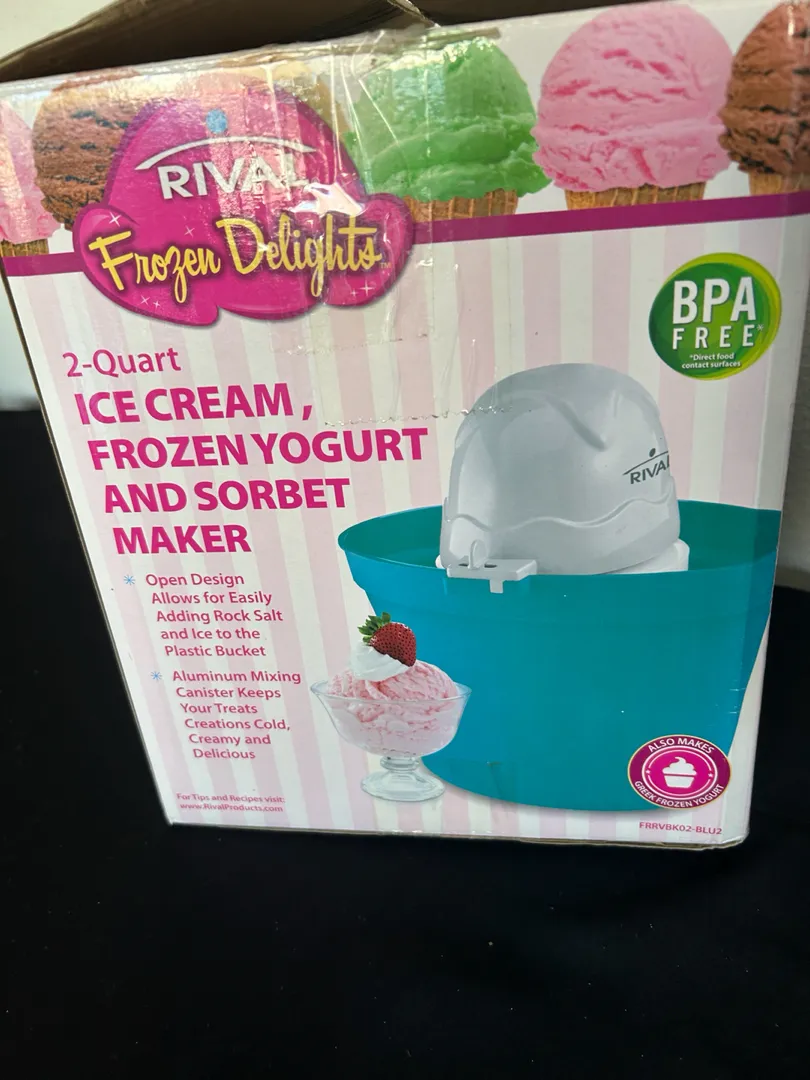 RIVAL
Frozen Delights™
BPA
FREE*
*Direct food
contact surfaces
2-Quart
ICE CREAM,
FROZEN YOGURT
AND SORBET
MAKER
RIVAL
Open Design
Allows for Easily
Adding Rock Salt
and Ice to the
Plastic Bucket
Aluminum Mixing
Canister Keeps
Your Treats
Creations Cold,
Creamy and
Delicious
For Tips and Recipes visit:
www.RivalProducts.com
ALSO MAKES
GREEK FROZEN YOGURT
FRRVBK02-BLU2